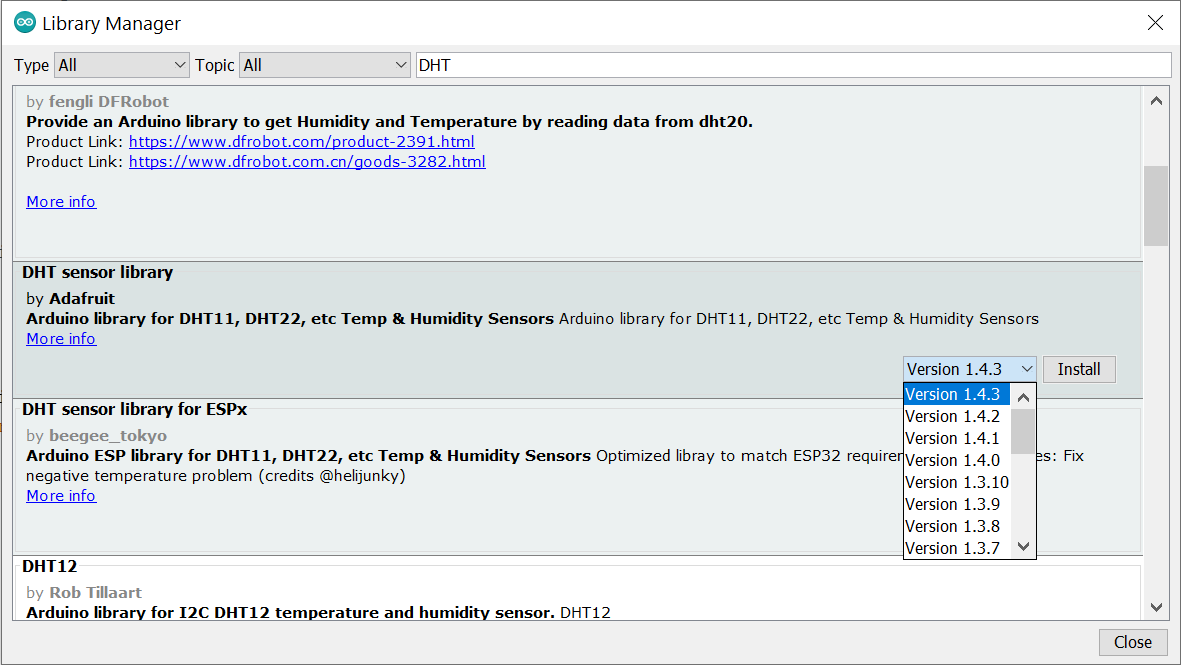 Library Manager
Type All Topic All DHT
by fengli DFRobot
Provide an Arduino library to get Humidity and Temperature by reading data from dht20.
Product Link: https://www.dfrobot.com/product-2391.html
Product Link: https://www.dfrobot.com.cn/goods-3282.html
More info
DHT sensor library
by Adafruit
Arduino library for DHT11, DHT22, etc Temp & Humidity Sensors Arduino library for DHT11, DHT22, etc Temp & Humidity Sensors
More info
Version 1.4.3 Install
Version 1.4.3
Version 1.4.2
Version 1.4.1
Version 1.4.0
Version 1.3.10
Version 1.3.9
Version 1.3.8
Version 1.3.7
DHT sensor library for ESPx
by beegee_tokyo
Arduino ESP library for DHT11, DHT22, etc Temp & Humidity Sensors Optimized libray to match ESP32 requirer es: Fix
negative temperature problem (credits @helijunky)
More info
DHT12
by Rob Tillaart
Arduino library for I2C DHT12 temperature and humidity sensor. DHT12
Close